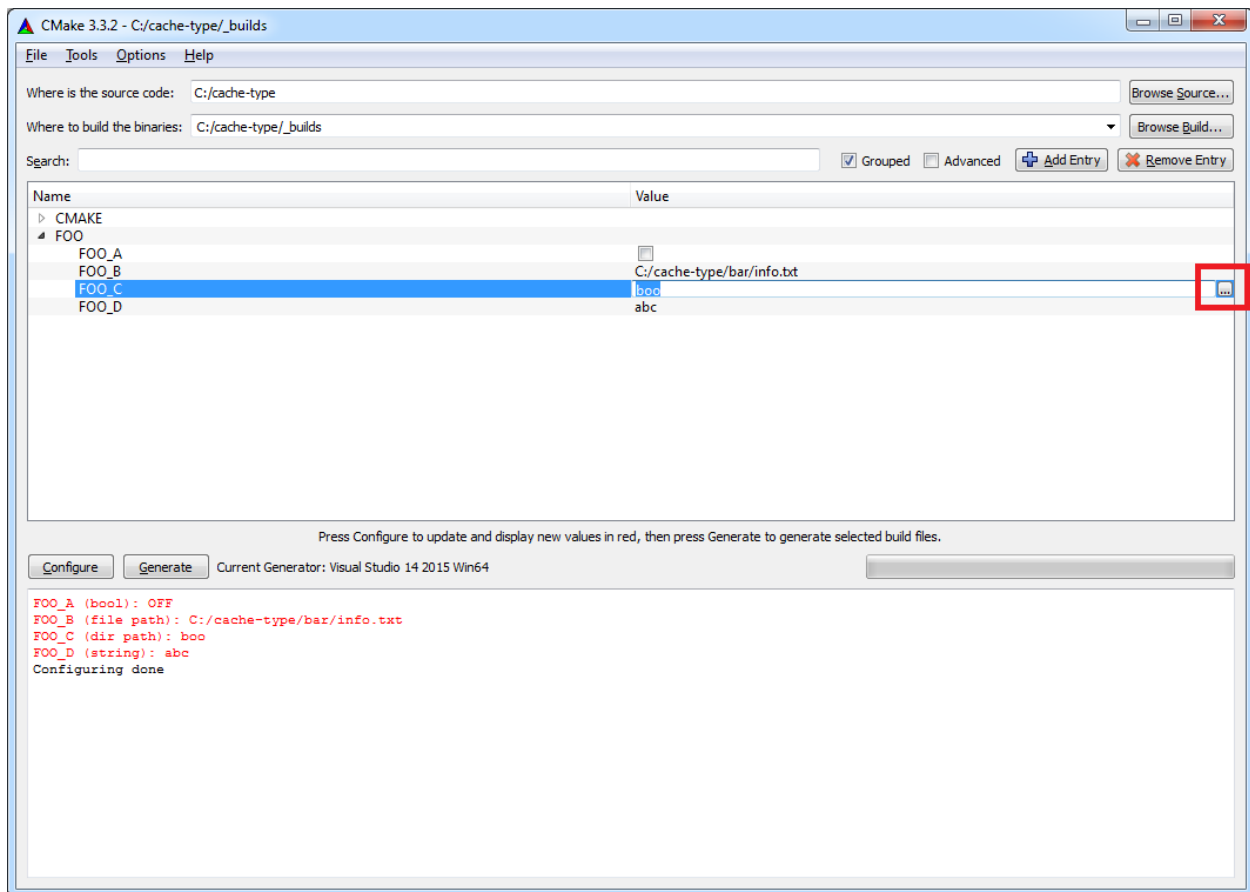 CMake 3.3.2 - C:/cache-type/_builds
File Tools Options Help
Where is the source code: C:/cache-type Browse Source...
Where to build the binaries: C:/cache-type/_builds Browse Build...
Search: Grouped Advanced Add Entry Remove Entry
Name Value
CMAKE
FOO
FOO_A
FOO_B C:/cache-type/bar/info.txt
FOO_C boo ...
FOO_D abc
Press Configure to update and display new values in red, then press Generate to generate selected build files.
Configure Generate Current Generator: Visual Studio 14 2015 Win64
FOO_A (bool): OFF
FOO_B (file path): C:/cache-type/bar/info.txt
FOO_C (dir path): boo
FOO_D (string): abc
Configuring done